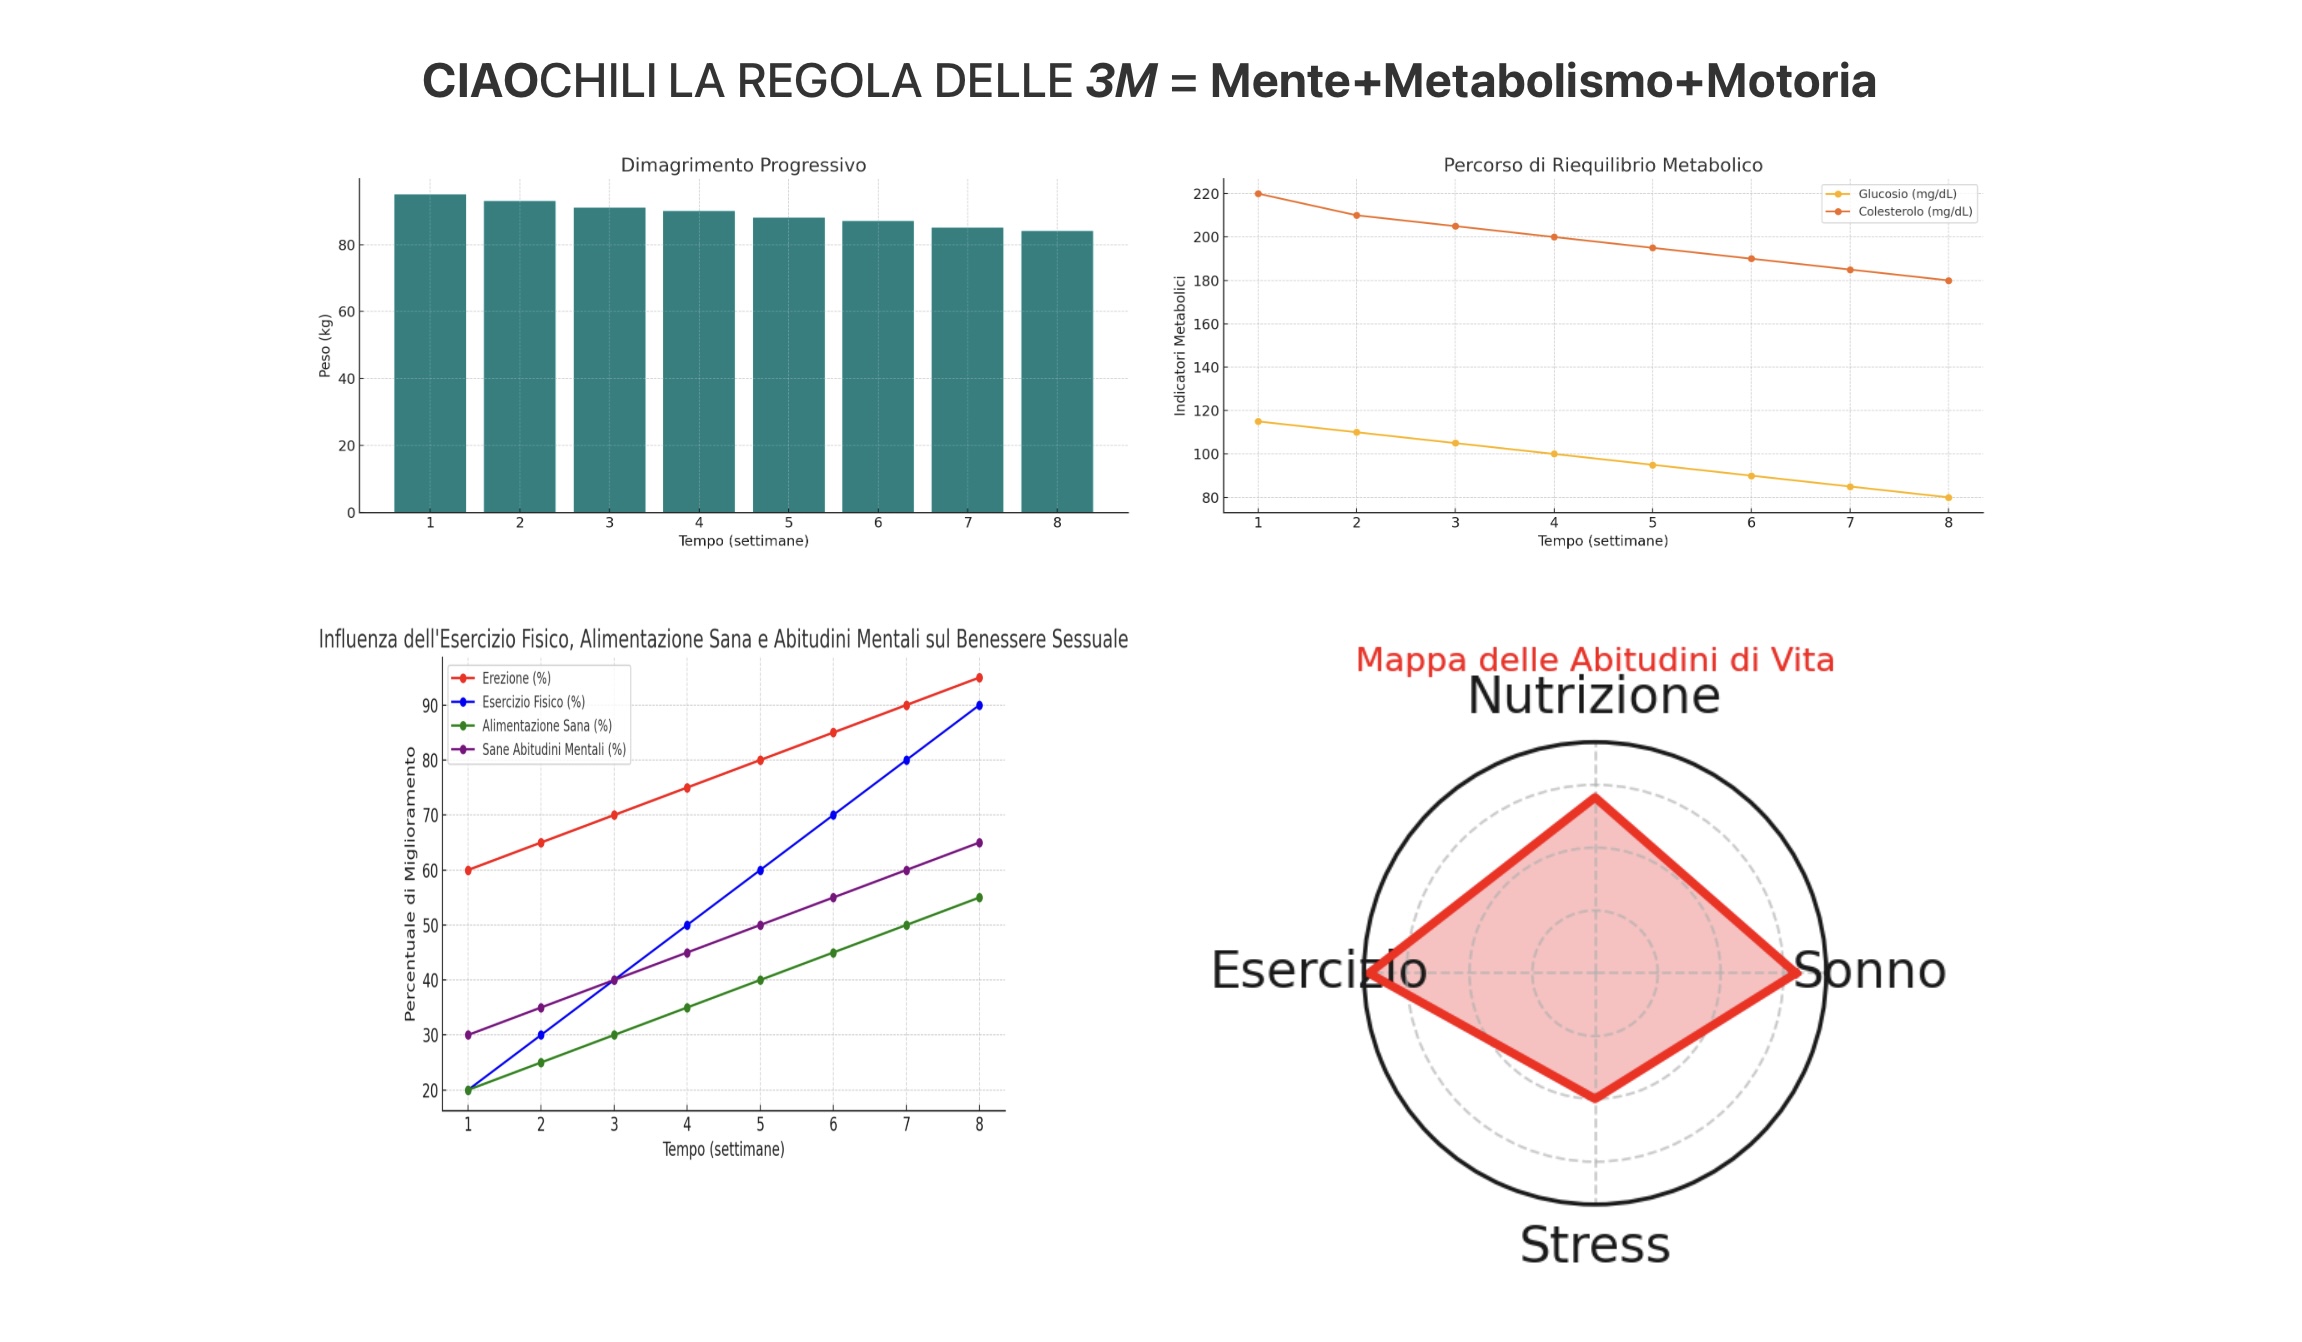 CIAOCHILI LA REGOLA DELLE 3M = Mente+Metabolismo+Motoria
Dimagrimento Progressivo
Peso (kg)
80
60
40
20
0
1 2 3 4 5 6 7 8
Tempo (settimane)
Percorso di Riequilibrio Metabolico
Glucosio (mg/dL)
Colesterolo (mg/dL)
Indicatori Metabolici
220
200
180
160
140
120
100
80
1 2 3 4 5 6 7 8
Tempo (settimane)
Influenza dell'Esercizio Fisico, Alimentazione Sana e Abitudini Mentali sul Benessere Sessuale
Erezione (%)
Esercizio Fisico (%)
Alimentazione Sana (%)
Sane Abitudini Mentali (%)
Percentuale di Miglioramento
90
80
70
60
50
40
30
20
1 2 3 4 5 6 7 8
Tempo (settimane)
Mappa delle Abitudini di Vita
Nutrizione
Esercizio
Sonno
Stress